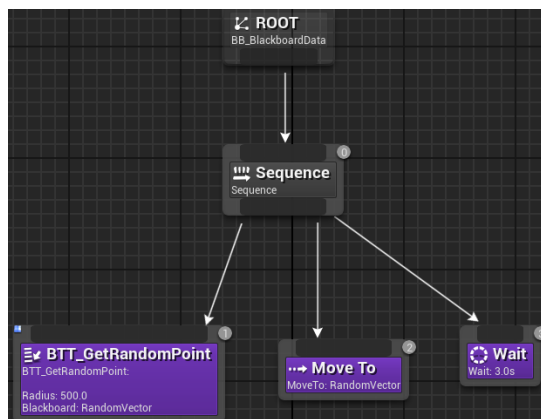 ROOT
BB_BlackboardData
0
Sequence
Sequence
1
BTT_GetRandomPoint
BTT_GetRandomPoint:
Radius: 500.0
Blackboard: RandomVector
2
Move To
MoveTo: RandomVector
Wait
Wait: 3.0s